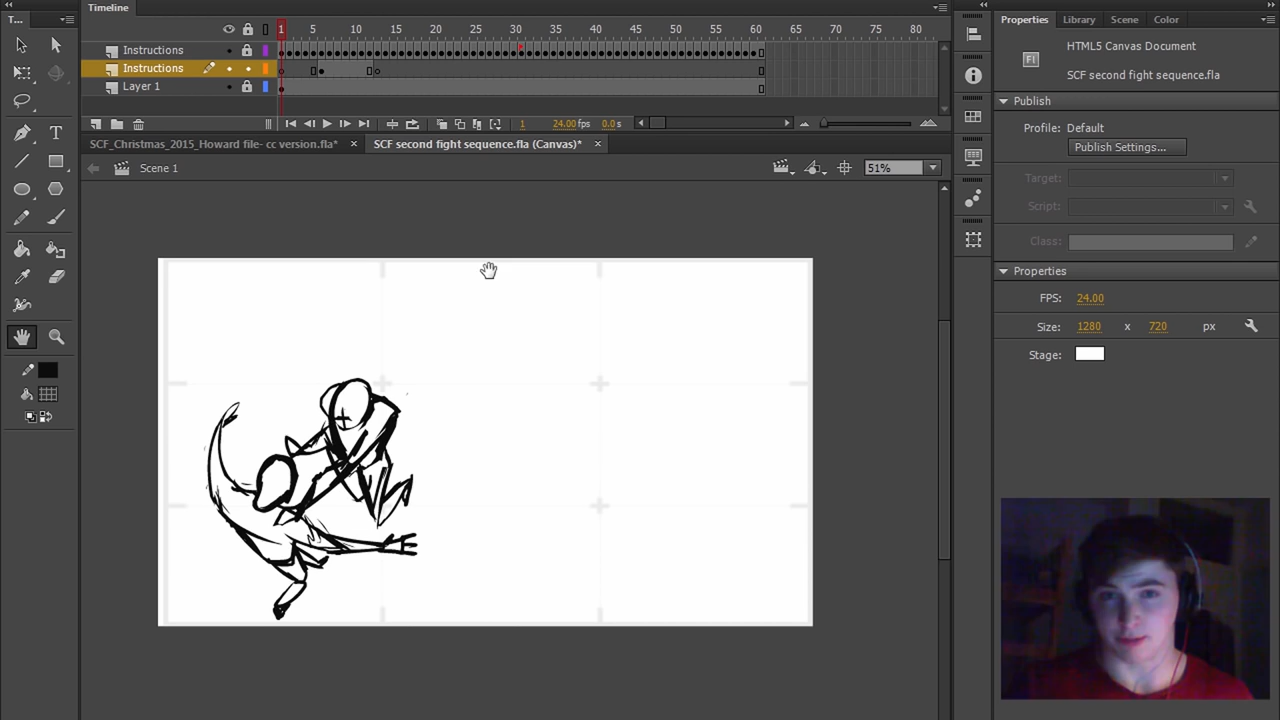 T...
Timeline
Properties
Library
Scene
Color
1 5 10 15 20 25 30 35 40 45 50 55 60 65 70 75 80
Instructions
Instructions
Layer 1
1
24.00 fps
0.0 s
SCF_Christmas_2015_Howard file- cc version.fla*
SCF second fight sequence.fla (Canvas)*
Scene 1
51%
Fl
HTML5 Canvas Document
SCF second fight sequence.fla
Publish
Profile: Default
Publish Settings...
Target:
Script:
Class:
Properties
FPS: 24.00
Size: 1280 x 720 px
Stage:
T